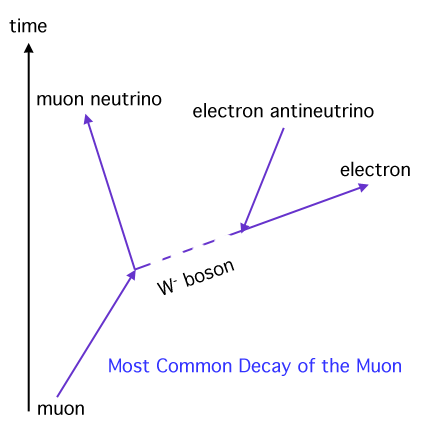 time
muon neutrino
electron antineutrino
electron
W⁻ boson
Most Common Decay of the Muon
muon